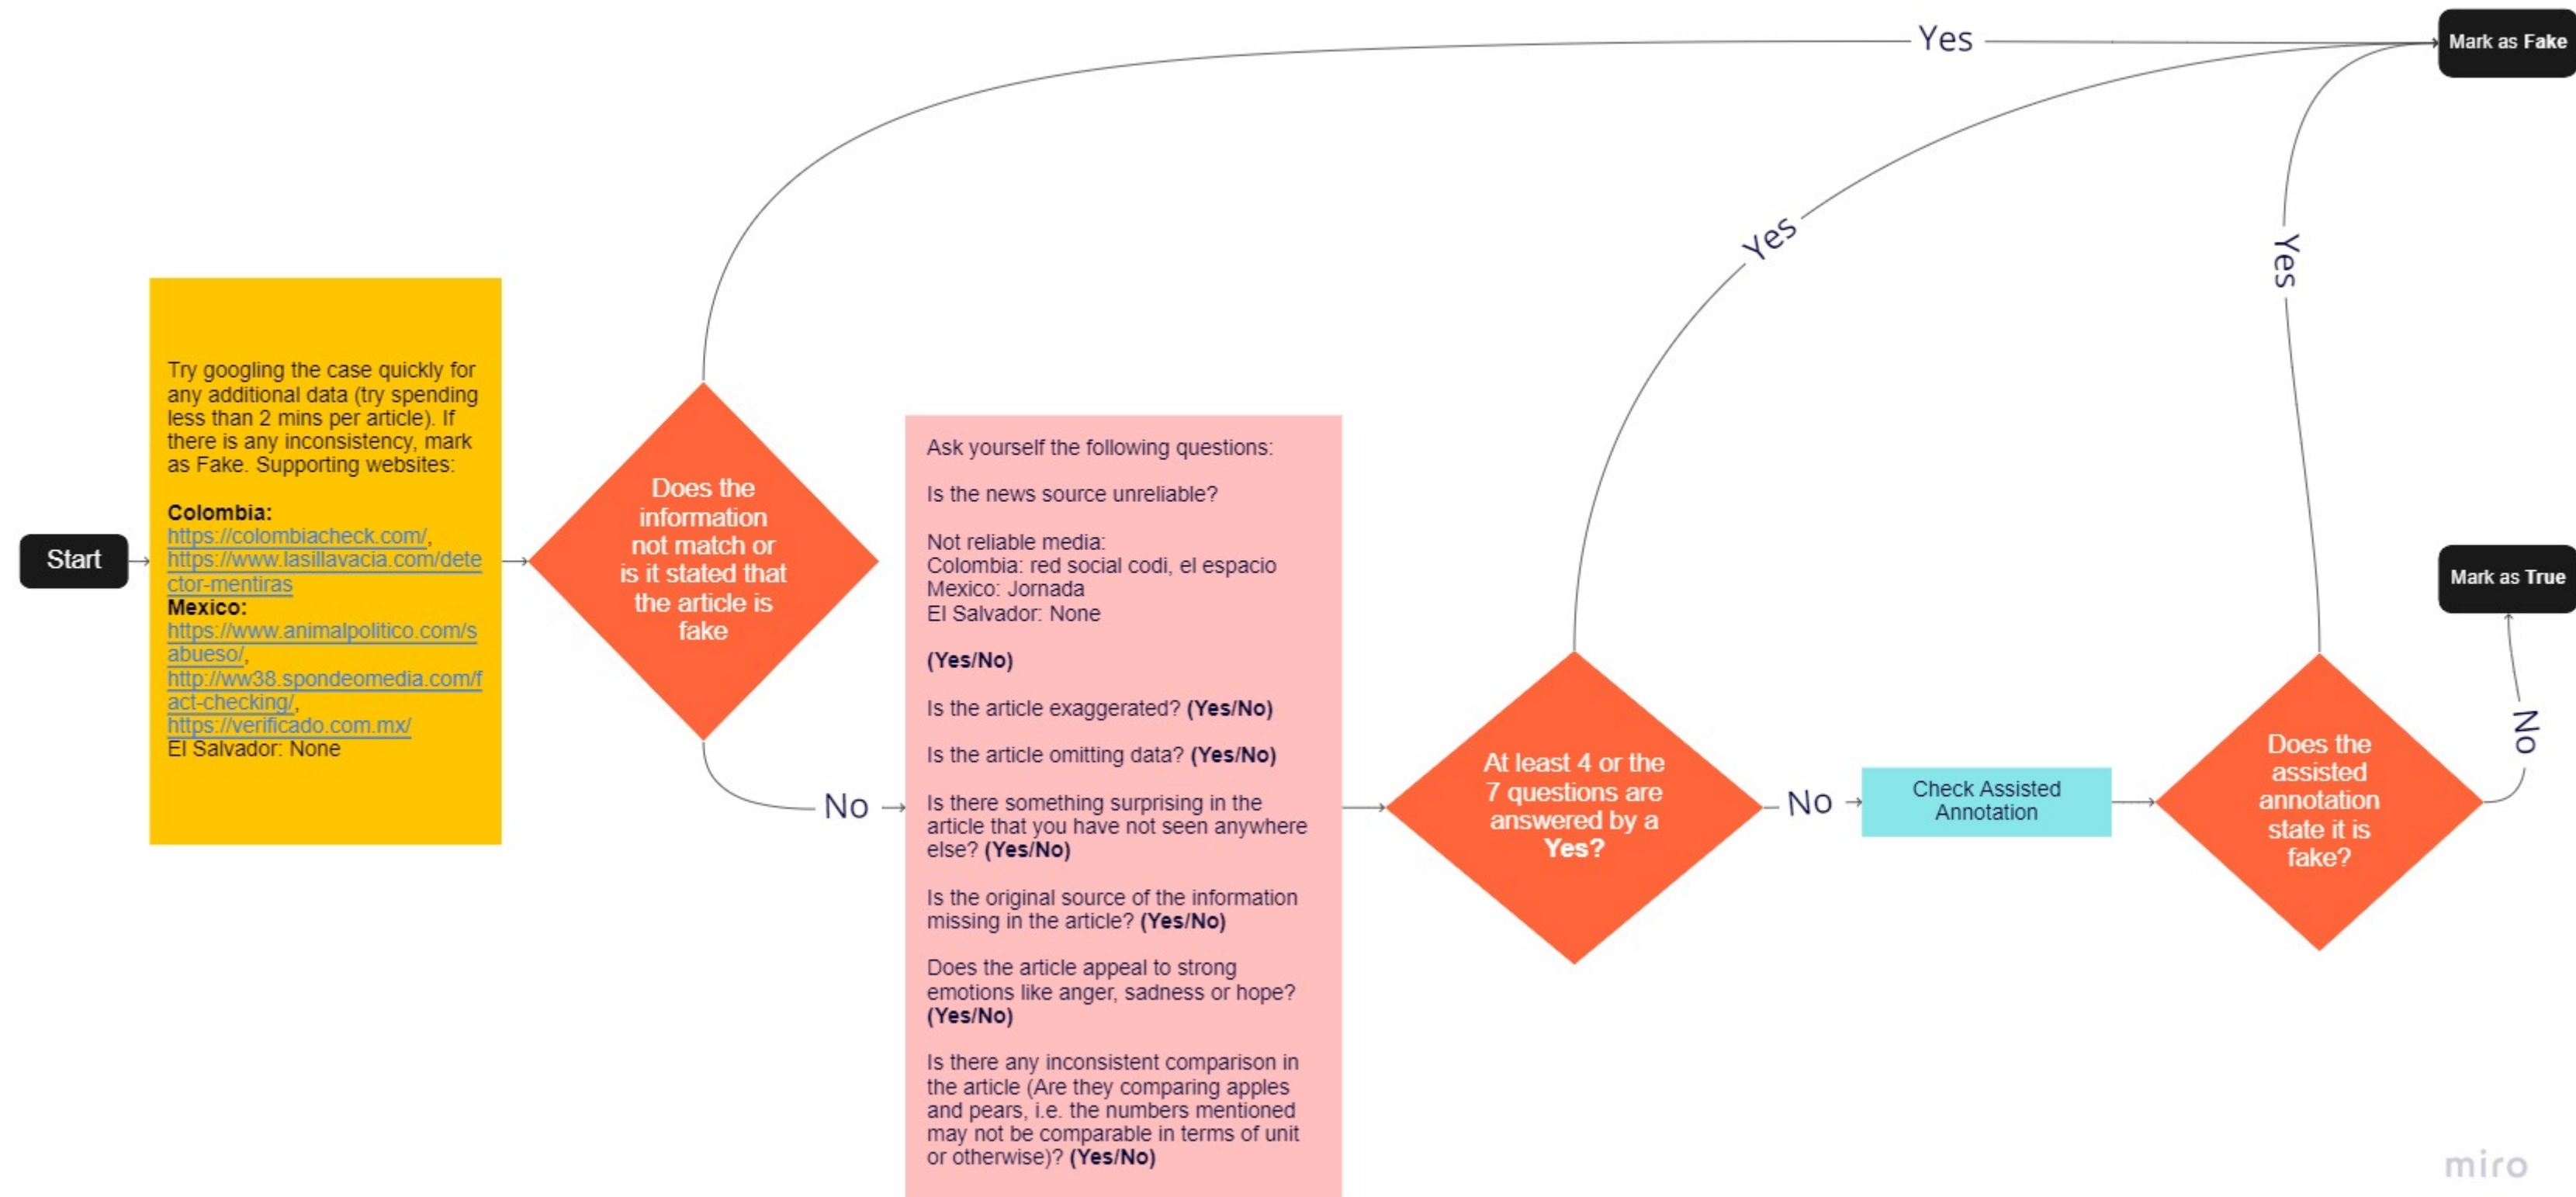 Start
Try googling the case quickly for
any additional data (try spending
less than 2 mins per article). If
there is any inconsistency, mark
as Fake. Supporting websites:
Colombia:
https://colombiacheck.com/,
https://www.lasillavacia.com/dete
ctor-mentiras
Mexico:
https://www.animalpolitico.com/s
abueso/,
http://ww38.spondeomedia.com/f
act-checking/,
https://verificado.com.mx/
El Salvador: None
Does the
information
not match or
is it stated that
the article is
fake
Yes
No
Ask yourself the following questions:
Is the news source unreliable?
Not reliable media:
Colombia: red social codi, el espacio
Mexico: Jornada
El Salvador: None
(Yes/No)
Is the article exaggerated? (Yes/No)
Is the article omitting data? (Yes/No)
Is there something surprising in the
article that you have not seen anywhere
else? (Yes/No)
Is the original source of the information
missing in the article? (Yes/No)
Does the article appeal to strong
emotions like anger, sadness or hope?
(Yes/No)
Is there any inconsistent comparison in
the article (Are they comparing apples
and pears, i.e. the numbers mentioned
may not be comparable in terms of unit
or otherwise)? (Yes/No)
At least 4 or the
7 questions are
answered by a
Yes?
Yes
No
Check Assisted
Annotation
Does the
assisted
annotation
state it is
fake?
Yes
No
Mark as Fake
Mark as True
miro